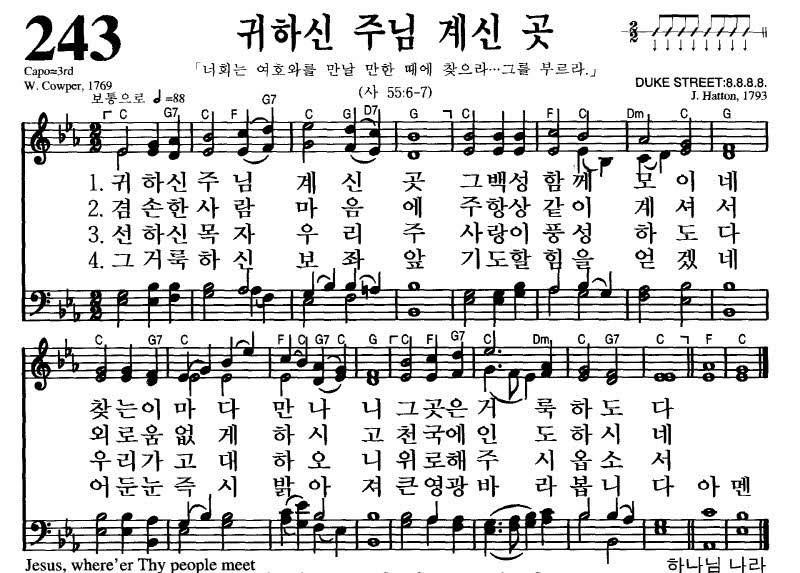 243
귀하신 주님 계신 곳
Capo=3rd
W. Cowper, 1769
「너희는 여호와를 만날 만한 때에 찾으라…그를 부르라.」
(사 55:6-7)
DUKE STREET:8.8.8.8.
J. Hatton, 1793
보통으로 =88
C G7 C F G7 C G D7 G C G Dm C G
1. 귀하신주님 계신 곳 그백성함께 모이네
2. 겸손한사람 마음에 주항상같이 계셔서
3. 선하신목자 우리 주 사랑이풍성 하도다
4. 그거룩하신 보좌 앞 기도할힘을 얻겠네
C G7 C G7 C F C G7 C G C F G7 C Dm C G7 C F C
찾는이마다 만나니 그곳은거룩하도다
외로움없게 하시고 천국에인도하시네
우리가고대 하오니 위로해주시옵소서
어둔눈즉시 밝아져 큰영광바라봅니다 아멘
Jesus, where'er Thy people meet
하나님 나라